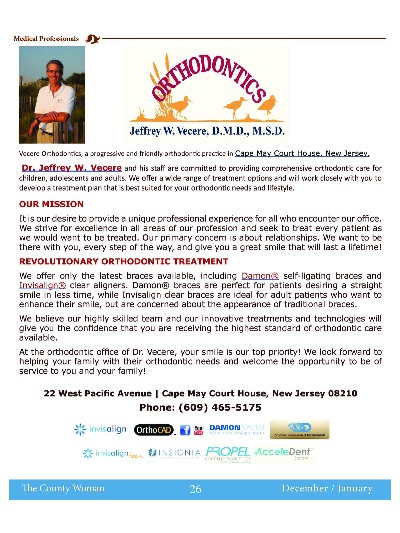 Medical Professionals
ORTHODONTICS
Jeffrey W. Vecere, D.M.D., M.S.D.
Vecere Orthodontics, a progressive and friendly orthodontic practice in Cape May Court House, New Jersey.
Dr. Jeffrey W. Vecere and his staff are committed to providing comprehensive orthodontic care for
children, adolescents and adults. We offer a wide range of treatment options and will work closely with you to
develop a treatment plan that is best suited for your orthodontic needs and lifestyle.
OUR MISSION
It is our desire to provide a unique professional experience for all who encounter our office.
We strive for excellence in all areas of our profession and seek to treat every patient as
we would want to be treated. Our primary concern is about relationships. We want to be
there with you, every step of the way, and give you a great smile that will last a lifetime!
REVOLUTIONARY ORTHODONTIC TREATMENT
We offer only the latest braces available, including Damon® self-ligating braces and
Invisalign® clear aligners. Damon® braces are perfect for patients desiring a straight
smile in less time, while Invisalign clear braces are ideal for adult patients who want to
enhance their smile, but are concerned about the appearance of traditional braces.
We believe our highly skilled team and our innovative treatments and technologies will
give you the confidence that you are receiving the highest standard of orthodontic care
available.
At the orthodontic office of Dr. Vecere, your smile is our top priority! We look forward to
helping your family with their orthodontic needs and welcome the opportunity to be of
service to you and your family!
22 West Pacific Avenue | Cape May Court House, New Jersey 08210
Phone: (609) 465-5175
invisalign OrthoCAD f You DAMON
invisalign INSIGNIA PROPEL AcceleDent
ORTHODONTICS
The County Woman 26 December / January